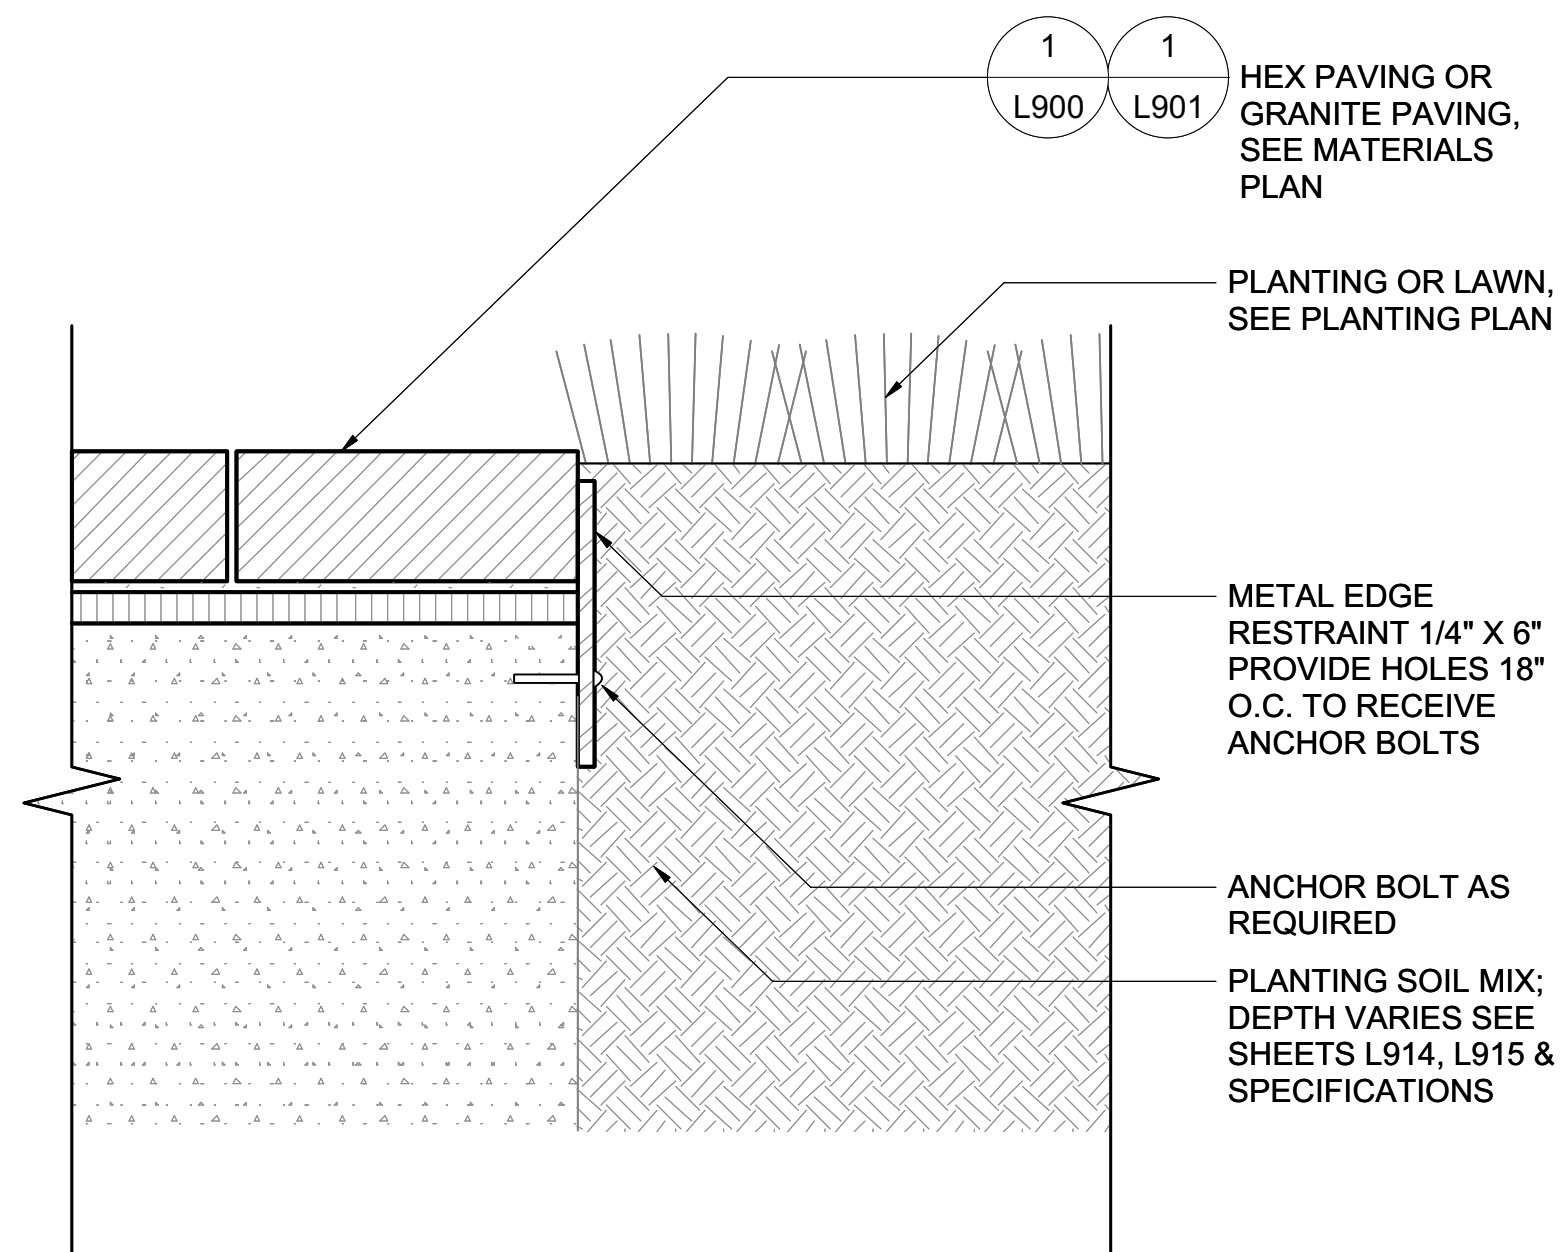 1
L900
1
L901
HEX PAVING OR
GRANITE PAVING,
SEE MATERIALS
PLAN
PLANTING OR LAWN,
SEE PLANTING PLAN
METAL EDGE
RESTRAINT 1/4" X 6"
PROVIDE HOLES 18"
O.C. TO RECEIVE
ANCHOR BOLTS
ANCHOR BOLT AS
REQUIRED
PLANTING SOIL MIX;
DEPTH VARIES SEE
SHEETS L914, L915 &
SPECIFICATIONS